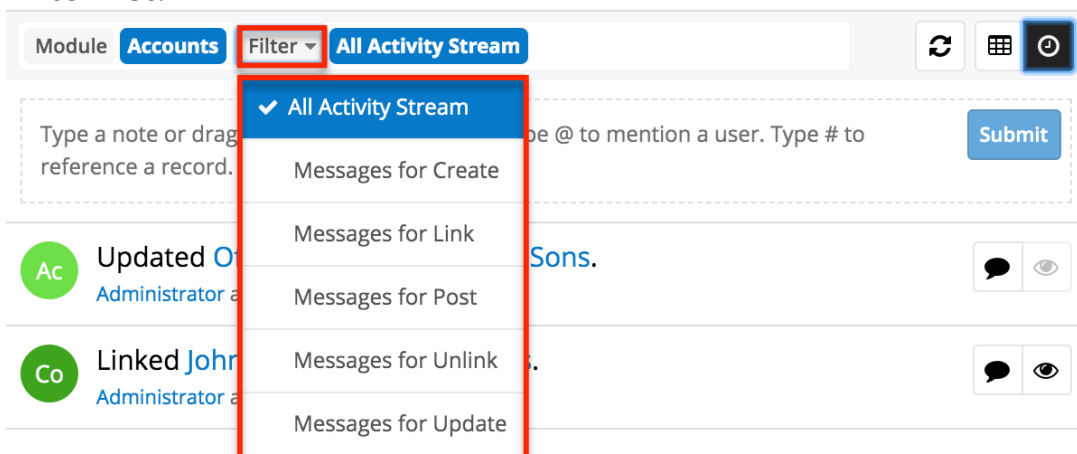 Module Accounts Filter All Activity Stream
All Activity Stream
Type a note or drag be @ to mention a user. Type # to Submit
reference a record.
Messages for Create
Messages for Link
Ac Updated Sons.
Administrator
Messages for Post
Co Linked
Messages for Unlink
Administrator
Messages for Update